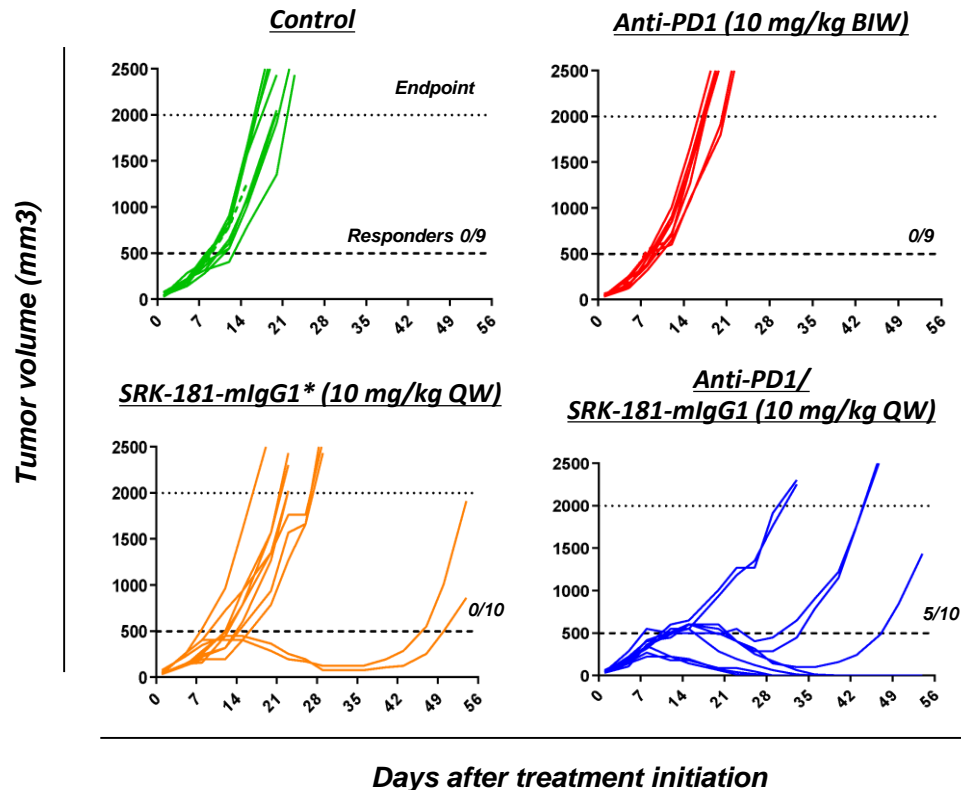 Control
Anti-PD1 (10 mg/kg BIW)
Tumor volume (mm3)
2500
2000
1500
1000
500
0
Endpoint
Responders 0/9
0 7 14 21 28 35 42 49 56
2500
2000
1500
1000
500
0
0/9
0 7 14 21 28 35 42 49 56
SRK-181-mIgG1* (10 mg/kg QW)
Anti-PD1/
SRK-181-mIgG1 (10 mg/kg QW)
2500
2000
1500
1000
500
0
0/10
0 7 14 21 28 35 42 49 56
2500
2000
1500
1000
500
0
5/10
0 7 14 21 28 35 42 49 56
Days after treatment initiation